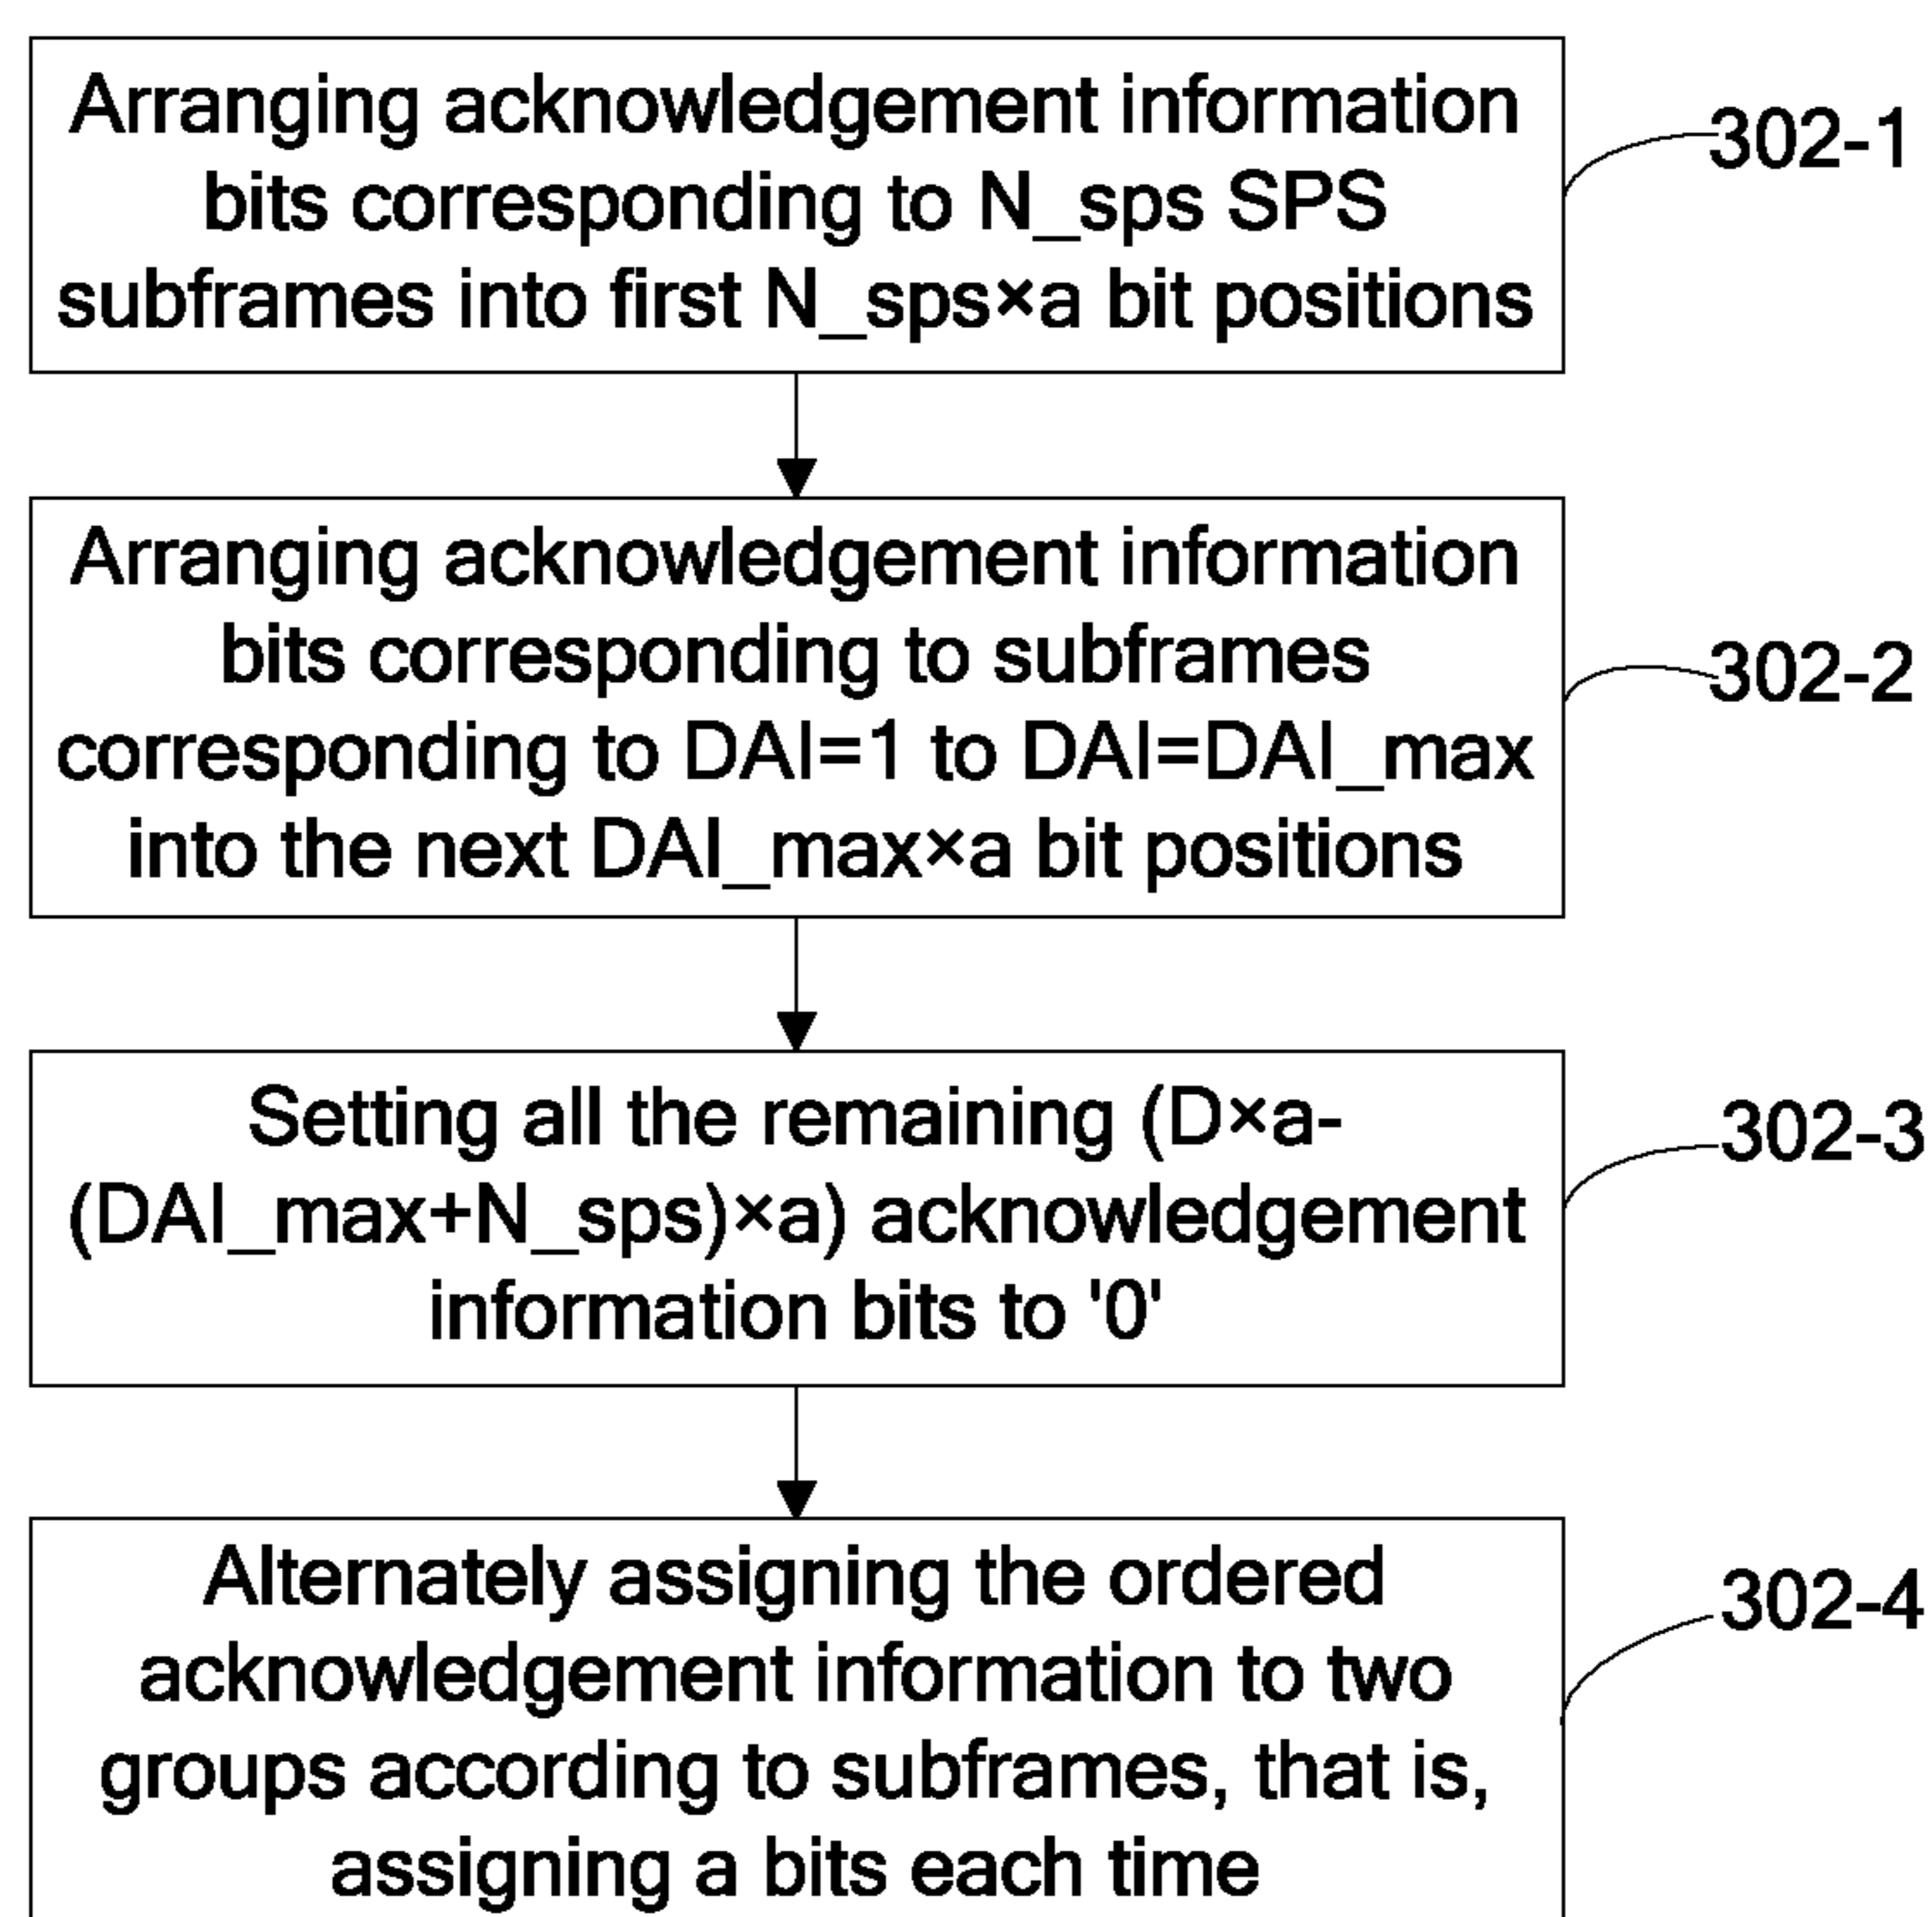 Arranging acknowledgement information
bits corresponding to N_sps SPS
subframes into first N_sps×a bit positions
302-1
Arranging acknowledgement information
bits corresponding to subframes
corresponding to DAI=1 to DAI=DAI_max
into the next DAI_max×a bit positions
302-2
Setting all the remaining (D×a-
(DAI_max+N_sps)×a) acknowledgement
information bits to '0'
302-3
Alternately assigning the ordered
acknowledgement information to two
groups according to subframes, that is,
assigning a bits each time
302-4